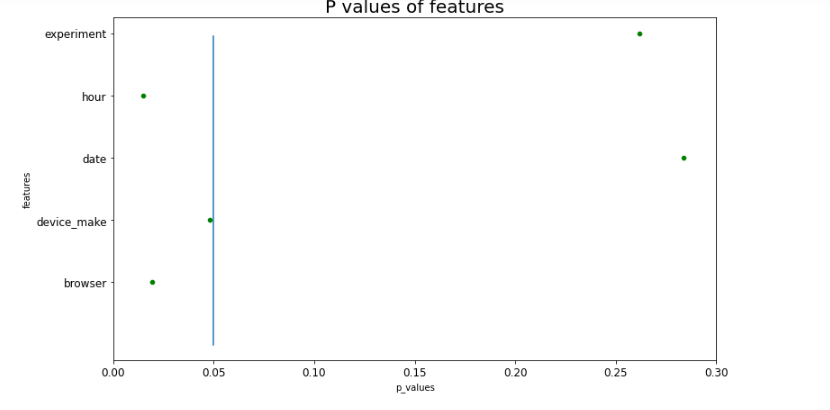 P values of features
experiment
hour
date
device_make
browser
features
0.00 0.05 0.10 0.15 0.20 0.25 0.30
p_values